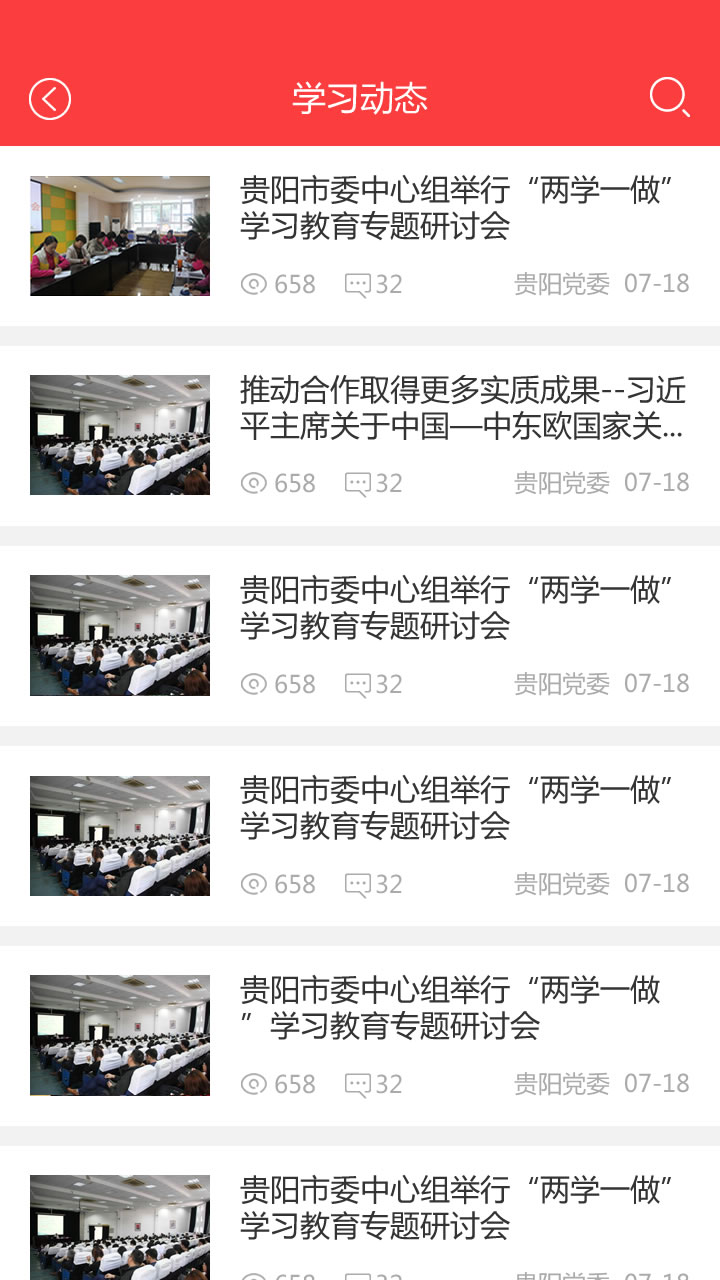 学习动态
贵阳市委中心组举行“两学一做”
学习教育专题研讨会
658 32 贵阳党委 07-18
推动合作取得更多实质成果--习近
平主席关于中国—中东欧国家关...
658 32 贵阳党委 07-18
贵阳市委中心组举行“两学一做”
学习教育专题研讨会
658 32 贵阳党委 07-18
贵阳市委中心组举行“两学一做”
学习教育专题研讨会
658 32 贵阳党委 07-18
贵阳市委中心组举行“两学一做
”学习教育专题研讨会
658 32 贵阳党委 07-18
贵阳市委中心组举行“两学一做”
学习教育专题研讨会